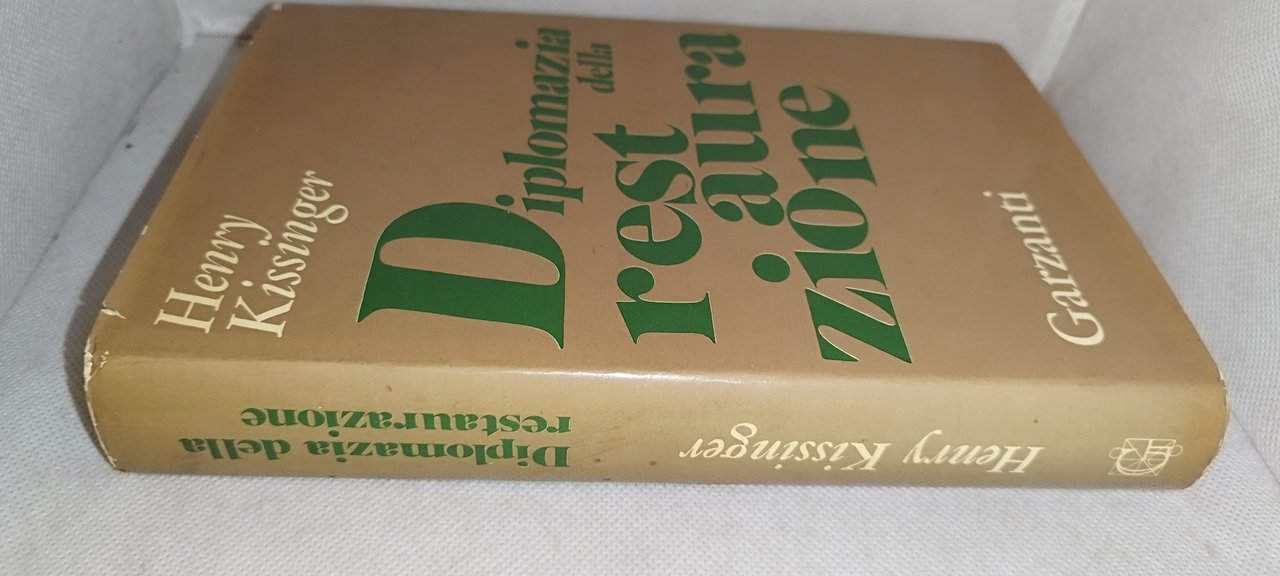 Henry
Kissinger
Diplomazia
della
rest
aura
zione
Garzanti
Henry Kissinger
Diplomazia della
restaurazione